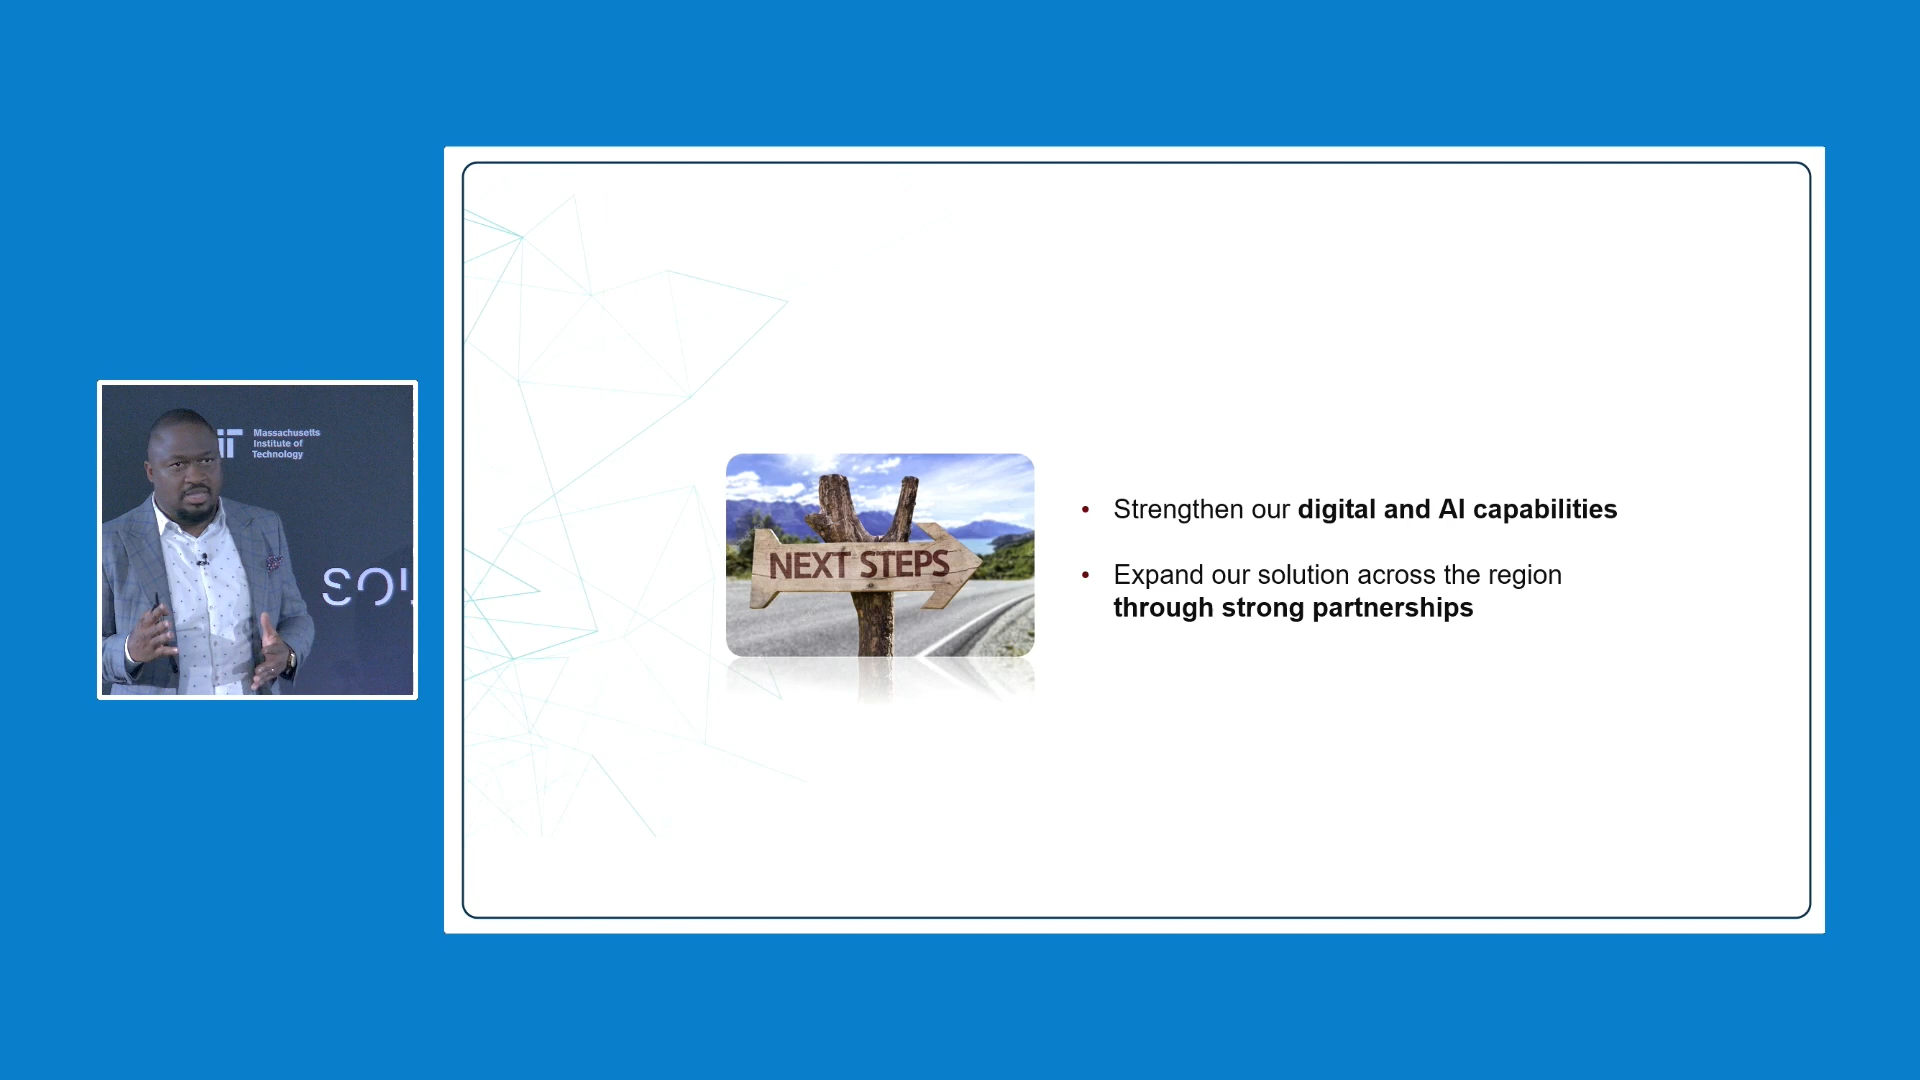 Massachusetts
Institute of
Technology
NEXT STEPS
• Strengthen our digital and AI capabilities
• Expand our solution across the region
through strong partnerships